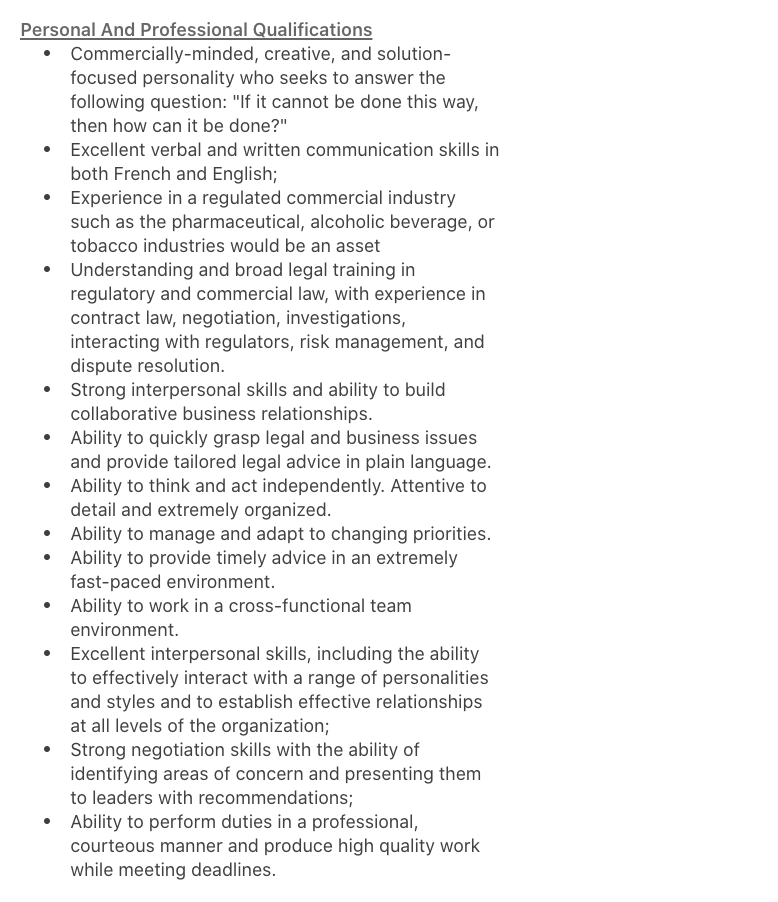 Personal And Professional Qualifications
• Commercially-minded, creative, and solution-
focused personality who seeks to answer the
following question: "If it cannot be done this way,
then how can it be done?"
• Excellent verbal and written communication skills in
both French and English;
• Experience in a regulated commercial industry
such as the pharmaceutical, alcoholic beverage, or
tobacco industries would be an asset
• Understanding and broad legal training in
regulatory and commercial law, with experience in
contract law, negotiation, investigations,
interacting with regulators, risk management, and
dispute resolution.
• Strong interpersonal skills and ability to build
collaborative business relationships.
• Ability to quickly grasp legal and business issues
and provide tailored legal advice in plain language.
• Ability to think and act independently. Attentive to
detail and extremely organized.
• Ability to manage and adapt to changing priorities.
• Ability to provide timely advice in an extremely
fast-paced environment.
• Ability to work in a cross-functional team
environment.
• Excellent interpersonal skills, including the ability
to effectively interact with a range of personalities
and styles and to establish effective relationships
at all levels of the organization;
• Strong negotiation skills with the ability of
identifying areas of concern and presenting them
to leaders with recommendations;
• Ability to perform duties in a professional,
courteous manner and produce high quality work
while meeting deadlines.